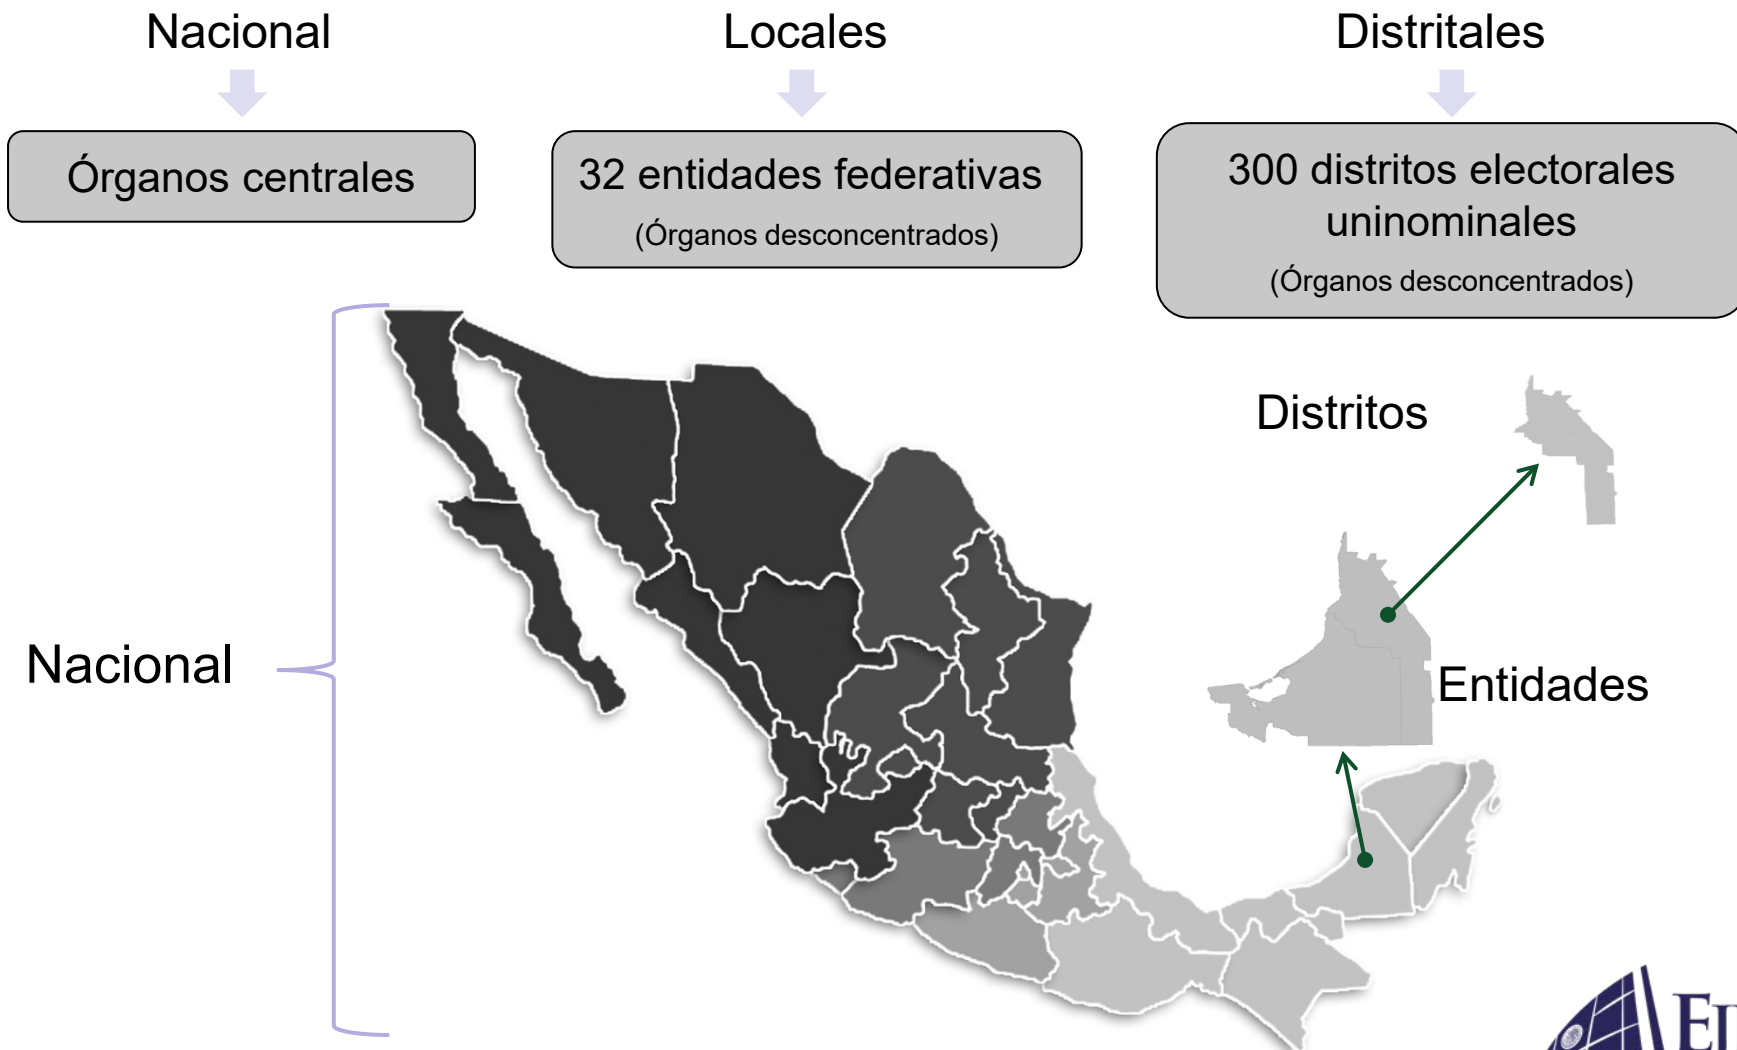 Nacional
Locales
Distritales
Órganos centrales
32 entidades federativas
(Órganos desconcentrados)
300 distritos electorales
uninominales
(Órganos desconcentrados)
Distritos
Entidades
Nacional